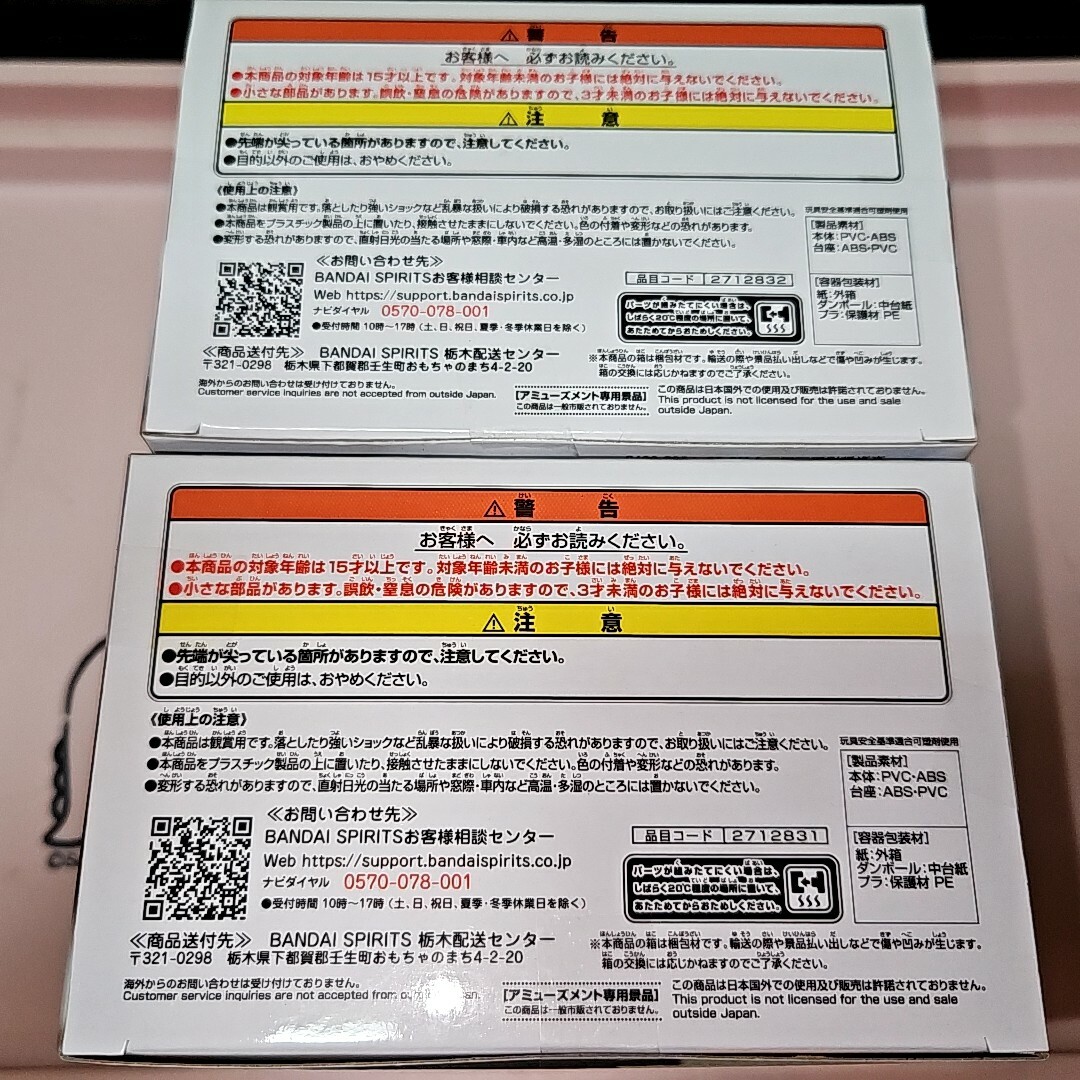 ⚠警 告
お客様へ 必ずお読みください。
●本商品の対象年齢は15才以上です。対象年齢未満のお子様には絶対に与えないでください。
●小さな部品があります。誤飲・窒息の危険がありますので、3才未満のお子様には絶対に与えないでください。
⚠注 意
●先端が尖っている箇所がありますので、注意してください。
●目的以外のご使用は、おやめください。
《使用上の注意》
●本商品は観賞用です。落としたり強いショックなど乱暴な扱いにより破損する恐れがありますので、お取り扱いにはご注意ください。
●本商品をプラスチック製品の上に置いたり、接触させたままにしないでください。色の付着や変形などの恐れがあります。
●変形する恐れがありますので、直射日光の当たる場所や窓際・車内など高温・多湿のところには置かないでください。
玩具安全基準適合可塑剤使用
[製品素材]
本体:PVC・ABS
台座:ABS・PVC
[容器包装材]
紙:外箱
ダンボール:中台紙
プラ:保護材 PE
≪お問い合わせ先≫
BANDAI SPIRITSお客様相談センター
Web https://support.bandaispirits.co.jp
ナビダイヤル 0570-078-001
●受付時間 10時~17時(土、日、祝日、夏季・冬季休業日を除く)
品目コード 2712832
パーツが組みたてにくい場合は、
しばらく20℃程度の場所に置いて、
あたためてからおためしください。
≪商品送付先≫ BANDAI SPIRITS 栃木配送センター
〒321-0298 栃木県下都賀郡壬生町おもちゃのまち4-2-20
※本商品の箱は梱包材です。輸送の際や景品払い出しなどで傷や凹みが生じます。
箱の交換には応じかねますのでご了承ください。
海外からのお問い合わせは受け付けておりません。
Customer service inquiries are not accepted from outside Japan.
[アミューズメント専用景品]
この商品は一般市販されておりません。
この商品は日本国外での使用及び販売は許諾されておりません。
This product is not licensed for the use and sale
outside Japan.
⚠警 告
お客様へ 必ずお読みください。
●本商品の対象年齢は15才以上です。対象年齢未満のお子様には絶対に与えないでください。
●小さな部品があります。誤飲・窒息の危険がありますので、3才未満のお子様には絶対に与えないでください。
⚠注 意
●先端が尖っている箇所がありますので、注意してください。
●目的以外のご使用は、おやめください。
《使用上の注意》
●本商品は観賞用です。落としたり強いショックなど乱暴な扱いにより破損する恐れがありますので、お取り扱いにはご注意ください。
●本商品をプラスチック製品の上に置いたり、接触させたままにしないでください。色の付着や変形などの恐れがあります。
●変形する恐れがありますので、直射日光の当たる場所や窓際・車内など高温・多湿のところには置かないでください。
玩具安全基準適合可塑剤使用
[製品素材]
本体:PVC・ABS
台座:ABS・PVC
[容器包装材]
紙:外箱
ダンボール:中台紙
プラ:保護材 PE
≪お問い合わせ先≫
BANDAI SPIRITSお客様相談センター
Web https://support.bandaispirits.co.jp
ナビダイヤル 0570-078-001
●受付時間 10時~17時(土、日、祝日、夏季・冬季休業日を除く)
品目コード 2712831
パーツが組みたてにくい場合は、
しばらく20℃程度の場所に置いて、
あたためてからおためしください。
≪商品送付先≫ BANDAI SPIRITS 栃木配送センター
〒321-0298 栃木県下都賀郡壬生町おもちゃのまち4-2-20
※本商品の箱は梱包材です。輸送の際や景品払い出しなどで傷や凹みが生じます。
箱の交換には応じかねますのでご了承ください。
海外からのお問い合わせは受け付けておりません。
Customer service inquiries are not accepted from
[アミューズメント専用景品]
この商品は一般市販されておりません。
この商品は日本国外での使用及び販売は許諾されておりません。
This product is not licensed for the use and sale
outside Japan.